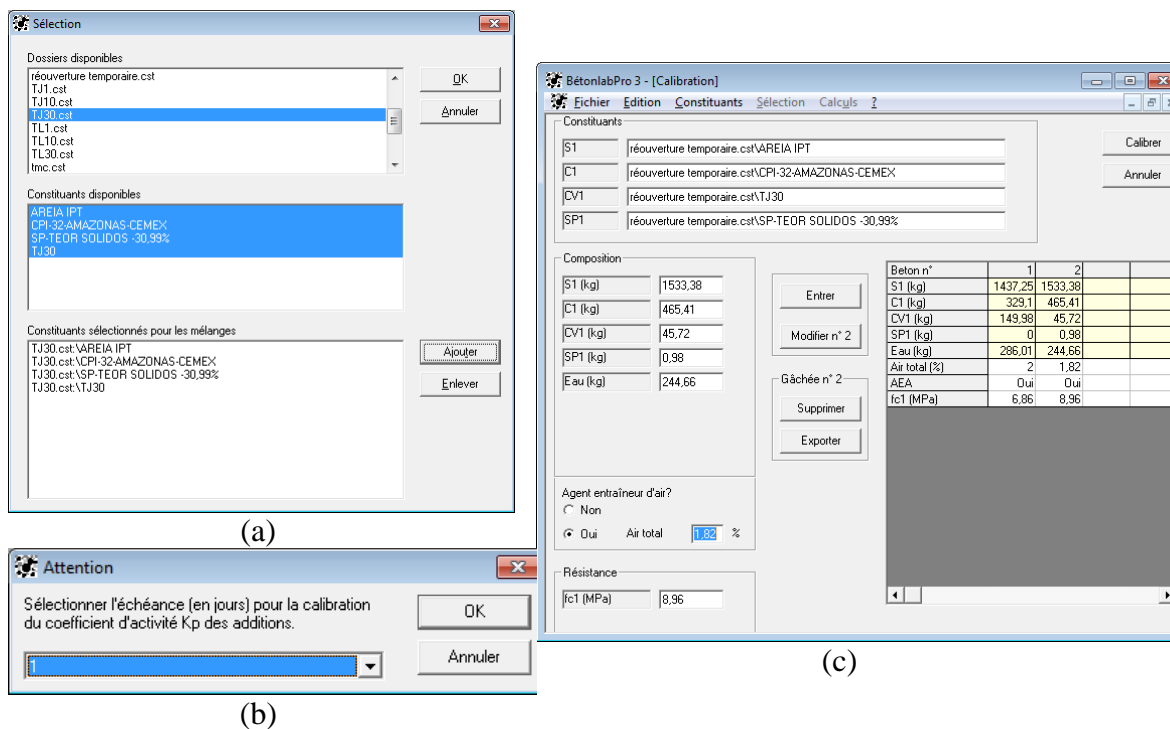 Sélection
Dossiers disponibles
réouverture temporaire.cst
TJ1.cst
TJ10.cst
TJ30.cst
TL1.cst
TL10.cst
TL30.cst
tmc.cst
OK
Annuler
Constituants disponibles
AREIA IPT
CPI-32-AMAZONAS-CEMEX
SP-TEOR SOLIDOS -30,99%
TJ30
Constituants sélectionnés pour les mélanges
TJ30.cst:\AREIA IPT
TJ30.cst:\CPI-32-AMAZONAS-CEMEX
TJ30.cst:\SP-TEOR SOLIDOS -30,99%
TJ30.cst:\TJ30
Ajouter
Enlever
(a)
Attention
Sélectionner l'échéance (en jours) pour la calibration
du coefficient d'activité Kp des additions.
1
OK
Annuler
(b)
BétonlabPro 3 - [Calibration]
Fichier Edition Constituants Sélection Calculs ?
Constituants
S1 réouverture temporaire.cst\AREIA IPT
C1 réouverture temporaire.cst\CPI-32-AMAZONAS-CEMEX
CV1 réouverture temporaire.cst\TJ30
SP1 réouverture temporaire.cst\SP-TEOR SOLIDOS -30,99%
Calibrer
Annuler
Composition
S1 (kg) 1533,38
C1 (kg) 465,41
CV1 (kg) 45,72
SP1 (kg) 0,98
Eau (kg) 244,66
Entrer
Modifier n° 2
Gâchée n° 2
Supprimer
Exporter
Beton n° 1 2
S1 (kg) 1437,25 1533,38
C1 (kg) 329,1 465,41
CV1 (kg) 149,98 45,72
SP1 (kg) 0 0,98
Eau (kg) 286,01 244,66
Air total (%) 2 1,82
AEA Oui Oui
fc1 (MPa) 6,86 8,96
Agent entraîneur d'air?
Non
Oui Air total 1,82 %
Résistance
fc1 (MPa) 8,96
(c)